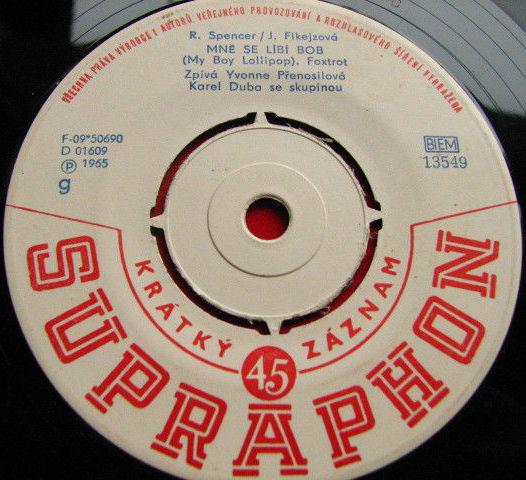 VŠECHNA PRÁVA VÝROBCE I AUTORŮ VEŘEJNÉHO PROVOZOVÁNÍ A ROZHLASOVÉHO ŠÍŘENÍ VYHRAŽENA
R. Spencer/J. Fikejzová
MNĚ SE LÍBÍ BOB
(My Boy Lollipop). Foxtrot
Zpívá Yvonne Přenosilová
Karel Duba se skupinou
F-09*50690
D 01609
Ⓟ 1965
g
BIEM
13549
KRÁTKÝ ZÁZNAM
45
SUPRAPHON